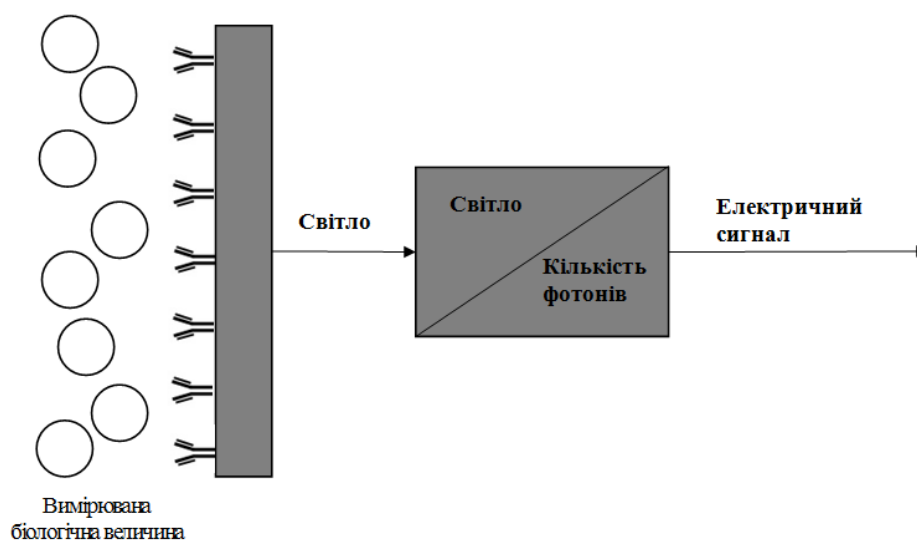 Світло
Світло
Кількість
фотонів
Електричний
сигнал
Вимірювана
біологічна величина